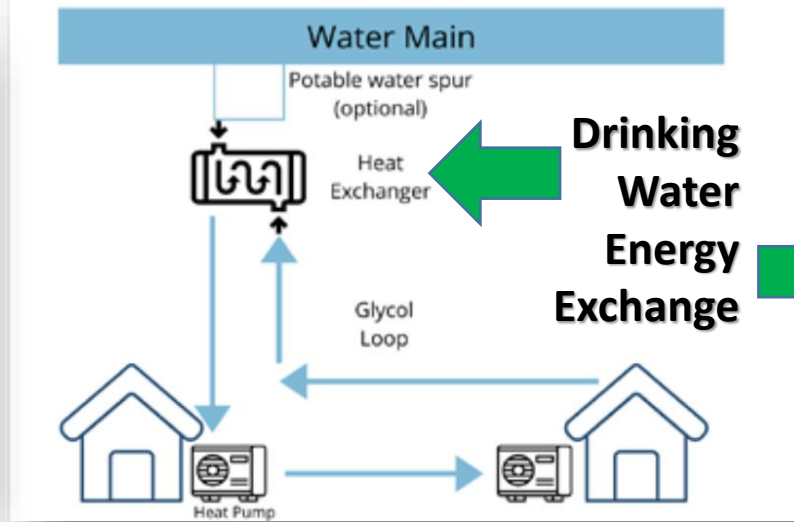 Water Main
Potable water spur
(optional)
Heat
Exchanger
Drinking
Water
Energy
Exchange
Glycol
Loop
Heat Pump